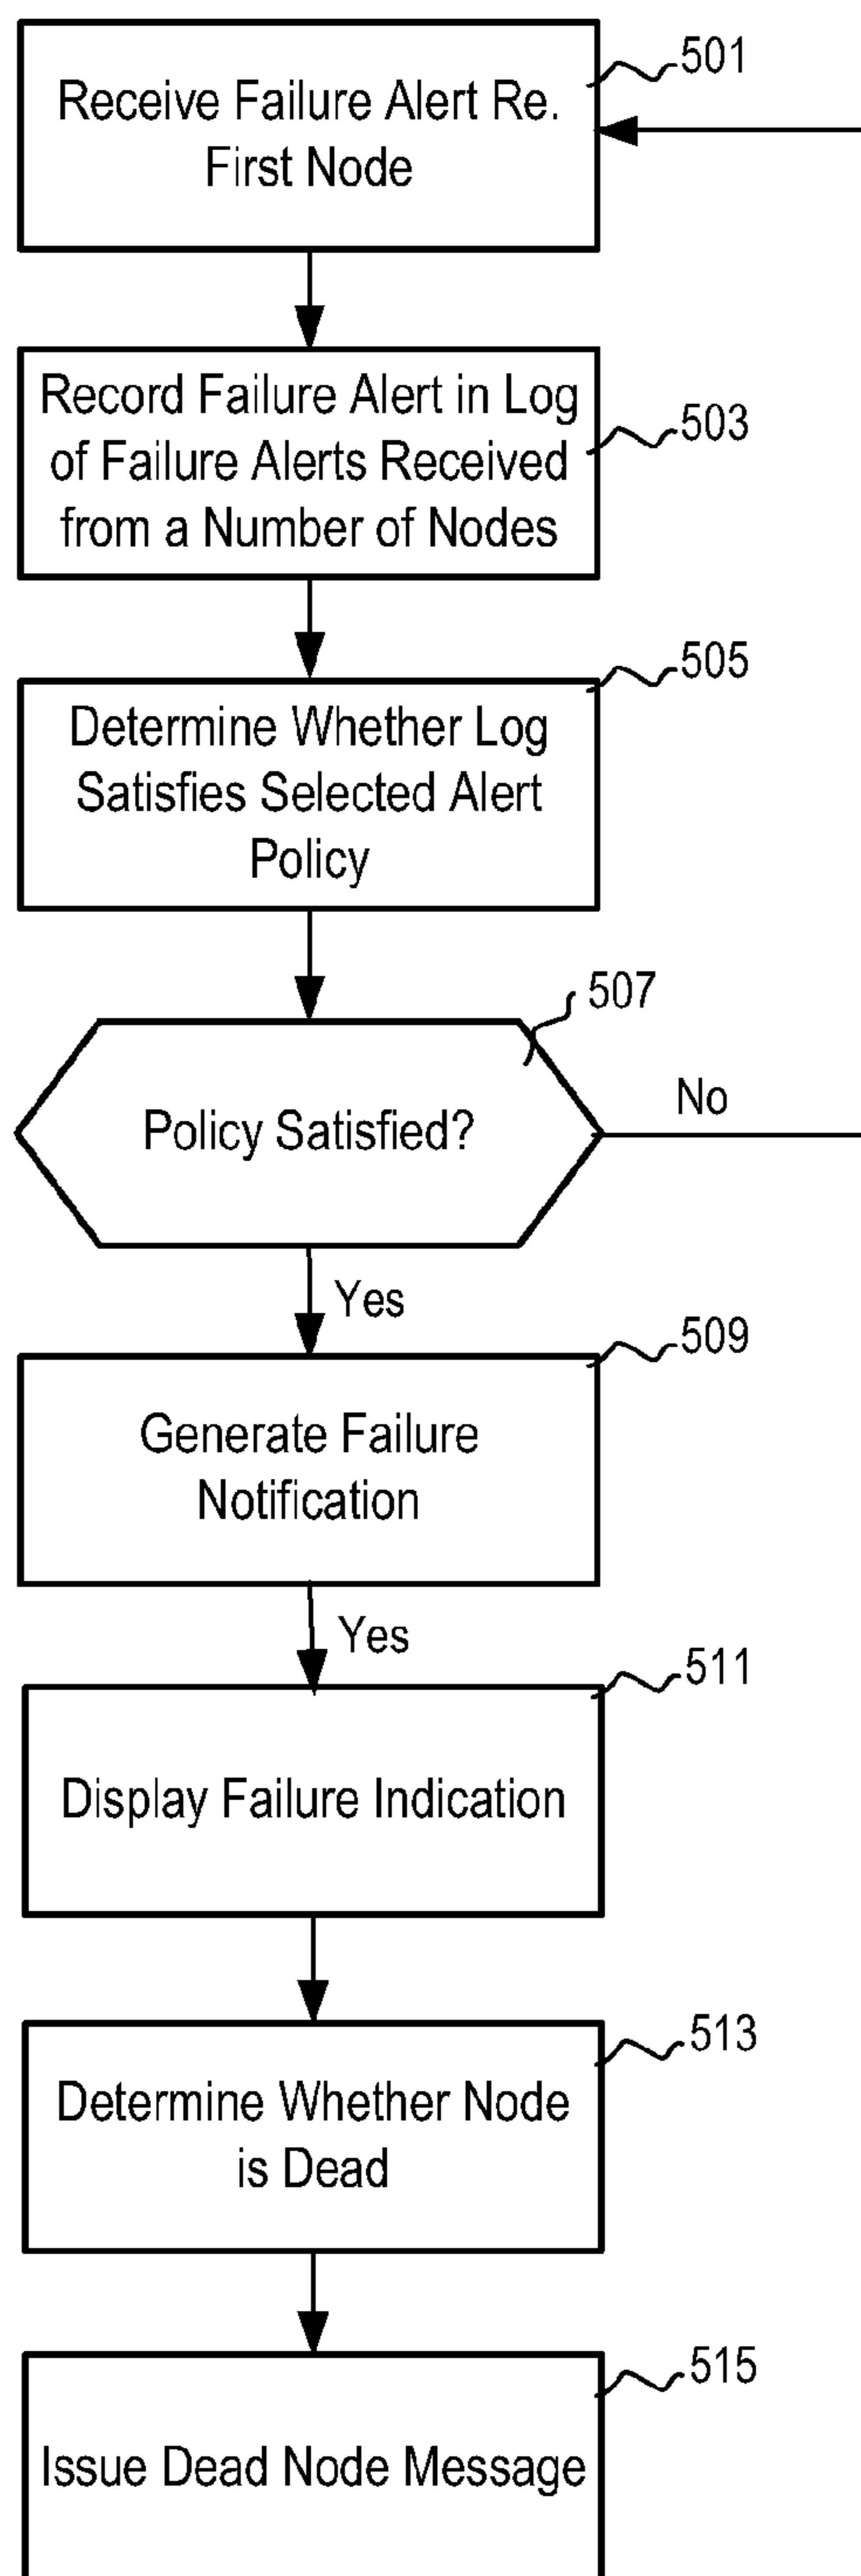 501
Receive Failure Alert Re.
First Node
Record Failure Alert in Log
503
of Failure Alerts Received
from a Number of Nodes
505
Determine Whether Log
Satisfies Selected Alert
Policy
507
No
Policy Satisfied?
Yes
509
Generate Failure
Notification
Yes
511
Display Failure Indication
513
Determine Whether Node
is Dead
515
Issue Dead Node Message